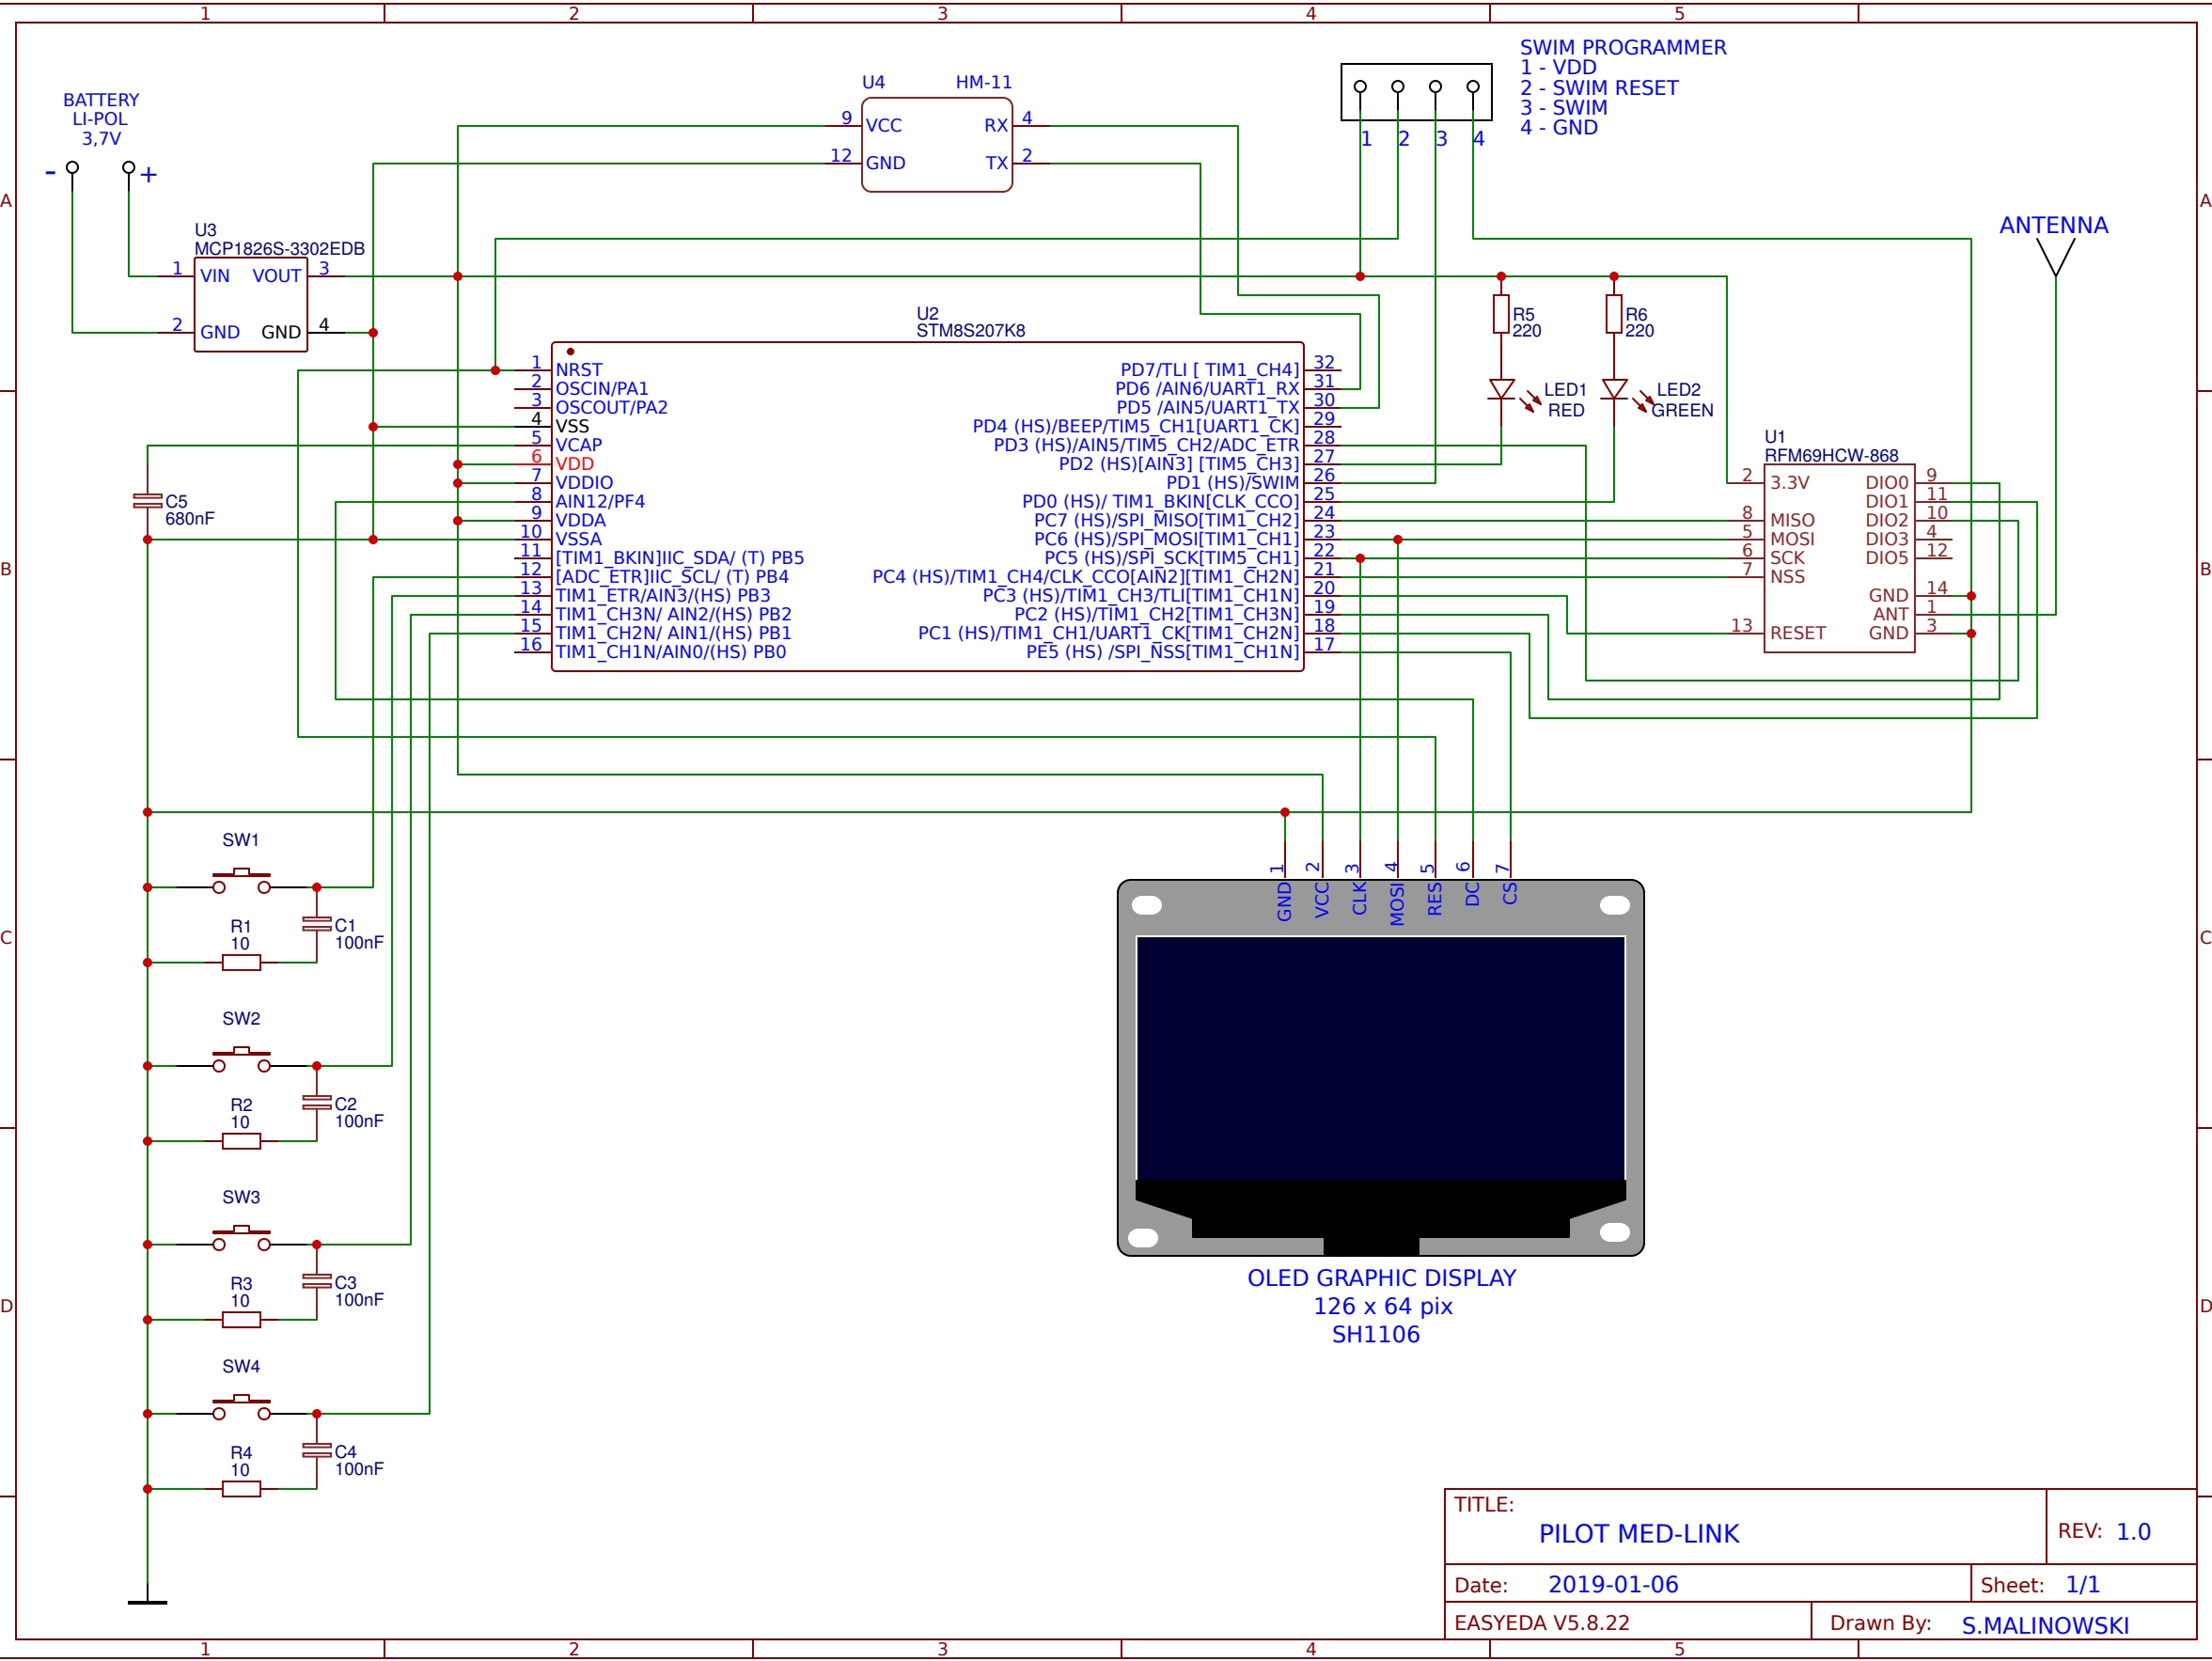 1 2 3 4 5
A
B
C
D
A
B
C
D
BATTERY
LI-POL
3,7V
- +
U3
MCP1826S-3302EDB
1 VIN VOUT 3
2 GND GND 4
U4 HM-11
9 VCC RX 4
12 GND TX 2
1 2 3 4
SWIM PROGRAMMER
1 - VDD
2 - SWIM RESET
3 - SWIM
4 - GND
ANTENNA
U2
STM8S207K8
1 NRST
2 OSCIN/PA1
3 OSCOUT/PA2
4 VSS
5 VCAP
6 VDD
7 VDDIO
8 AIN12/PF4
9 VDDA
10 VSSA
11 [TIM1_BKIN]IIC_SDA/ (T) PB5
12 [ADC_ETR]IIC_SCL/ (T) PB4
13 TIM1_ETR/AIN3/(HS) PB3
14 TIM1_CH3N/ AIN2/(HS) PB2
15 TIM1_CH2N/ AIN1/(HS) PB1
16 TIM1_CH1N/AIN0/(HS) PB0
PD7/TLI [ TIM1_CH4] 32
PD6 /AIN6/UART1_RX 31
PD5 /AIN5/UART1_TX 30
PD4 (HS)/BEEP/TIM5_CH1[UART1_CK] 29
PD3 (HS)/AIN5/TIM5_CH2/ADC_ETR 28
PD2 (HS)[AIN3] [TIM5_CH3] 27
PD1 (HS)/SWIM 26
PD0 (HS)/ TIM1_BKIN[CLK_CCO] 25
PC7 (HS)/SPI_MISO[TIM1_CH2] 24
PC6 (HS)/SPI_MOSI[TIM1_CH1] 23
PC5 (HS)/SPI_SCK[TIM5_CH1] 22
PC4 (HS)/TIM1_CH4/CLK_CCO[AIN2][TIM1_CH2N] 21
PC3 (HS)/TIM1_CH3/TLI[TIM1_CH1N] 20
PC2 (HS)/TIM1_CH2[TIM1_CH3N] 19
PC1 (HS)/TIM1_CH1/UART1_CK[TIM1_CH2N] 18
PE5 (HS) /SPI_NSS[TIM1_CH1N] 17
R5
220
R6
220
LED1
RED
LED2
GREEN
U1
RFM69HCW-868
2 3.3V
8 MISO
5 MOSI
6 SCK
7 NSS
13 RESET
DIO0 9
DIO1 11
DIO2 10
DIO3 4
DIO5 12
GND 14
ANT 1
GND 3
C5
680nF
SW1
R1
10
C1
100nF
SW2
R2
10
C2
100nF
SW3
R3
10
C3
100nF
SW4
R4
10
C4
100nF
1 2 3 4 5 6 7
GND VCC CLK MOSI RES DC CS
OLED GRAPHIC DISPLAY
126 x 64 pix
SH1106
TITLE:
PILOT MED-LINK
REV: 1.0
Date: 2019-01-06
Sheet: 1/1
EASYEDA V5.8.22
Drawn By: S.MALINOWSKI
1 2 3 4 5